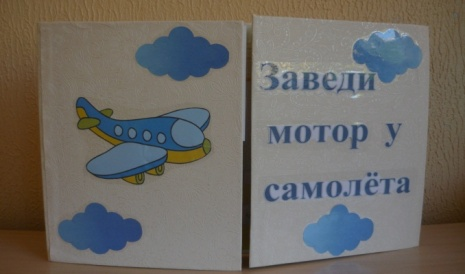 Заведи
мотор у
самолёта